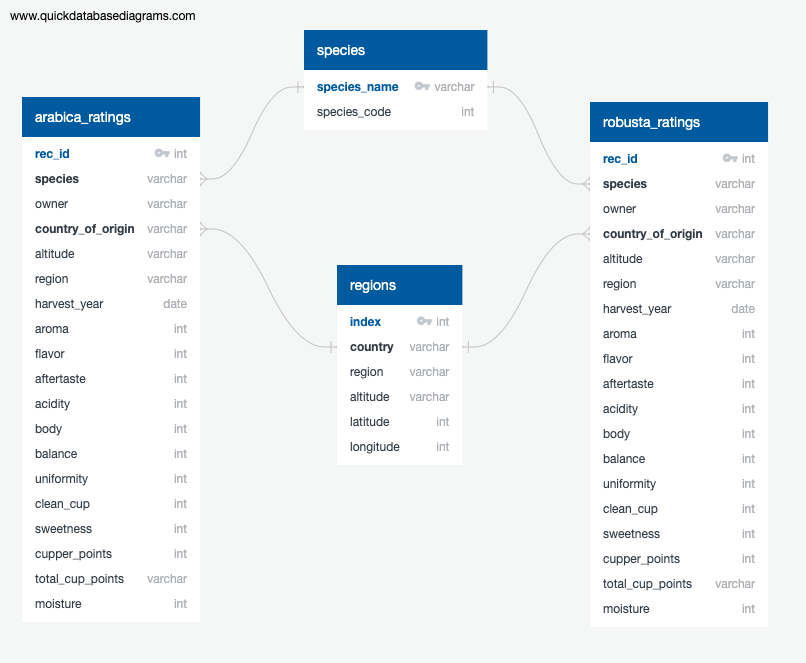 www.quickdatabasediagrams.com
species
species_name varchar
species_code int
arabica_ratings
rec_id int
species varchar
owner varchar
country_of_origin varchar
altitude varchar
region varchar
harvest_year date
aroma int
flavor int
aftertaste int
acidity int
body int
balance int
uniformity int
clean_cup int
sweetness int
cupper_points int
total_cup_points varchar
moisture int
regions
index int
country varchar
region varchar
altitude varchar
latitude int
longitude int
robusta_ratings
rec_id int
species varchar
owner varchar
country_of_origin varchar
altitude varchar
region varchar
harvest_year date
aroma int
flavor int
aftertaste int
acidity int
body int
balance int
uniformity int
clean_cup int
sweetness int
cupper_points int
total_cup_points varchar
moisture int